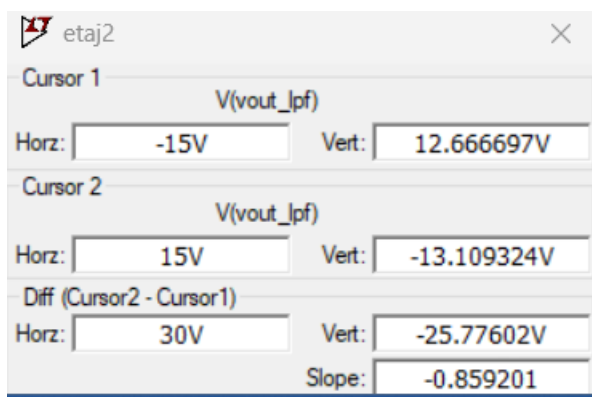 etaj2
Cursor 1
V(vout_lpf)
Horz: -15V Vert: 12.666697V
Cursor 2
V(vout_lpf)
Horz: 15V Vert: -13.109324V
Diff (Cursor2 - Cursor1)
Horz: 30V Vert: -25.77602V
Slope: -0.859201